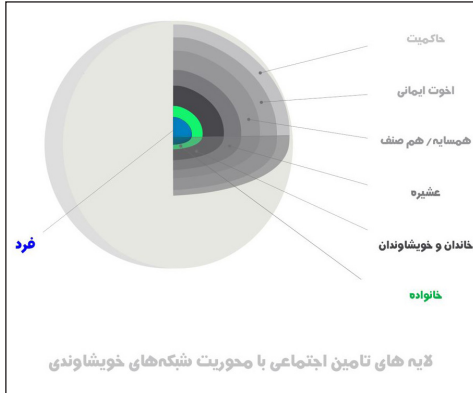 حاکمیت
اخوت ایمانی
همسایه/ هم صنف
عشیره
خاندان و خویشاوندان
فرد
خانواده
لایه های تامین اجتماعی با محوریت شبکه‌های خویشاوندی